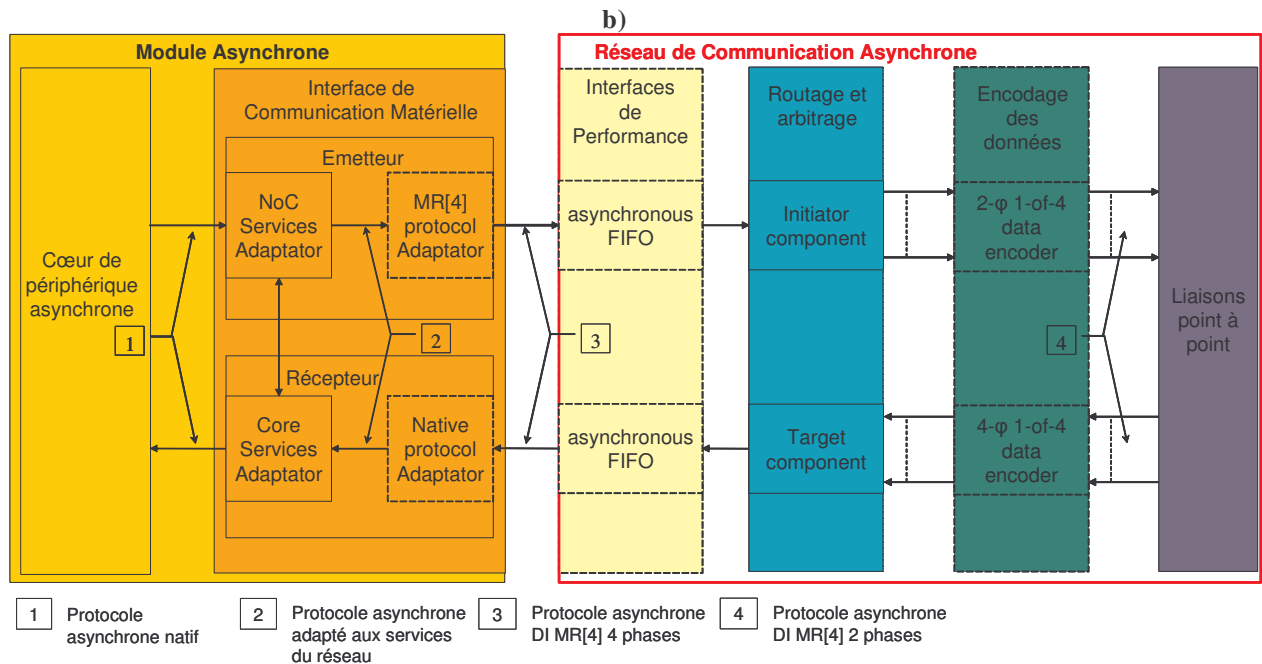 b)
Module Asynchrone
Réseau de Communication Asynchrone
Interface de
Communication Matérielle
Interfaces
de
Performance
Routage et
arbitrage
Encodage
des
données
Emetteur
NoC
Services
Adaptator
MR[4]
protocol
Adaptator
asynchronous
FIFO
Initiator
component
2-φ 1-of-4
data
encoder
Cœur de
périphérique
asynchrone
Liaisons
point à
point
1
2
3
4
Récepteur
Core
Services
Adaptator
Native
protocol
Adaptator
asynchronous
FIFO
Target
component
4-φ 1-of-4
data
encoder
1 Protocole
asynchrone natif
2 Protocole asynchrone
adapté aux services
du réseau
3 Protocole asynchrone
DI MR[4] 4 phases
4 Protocole asynchrone
DI MR[4] 2 phases